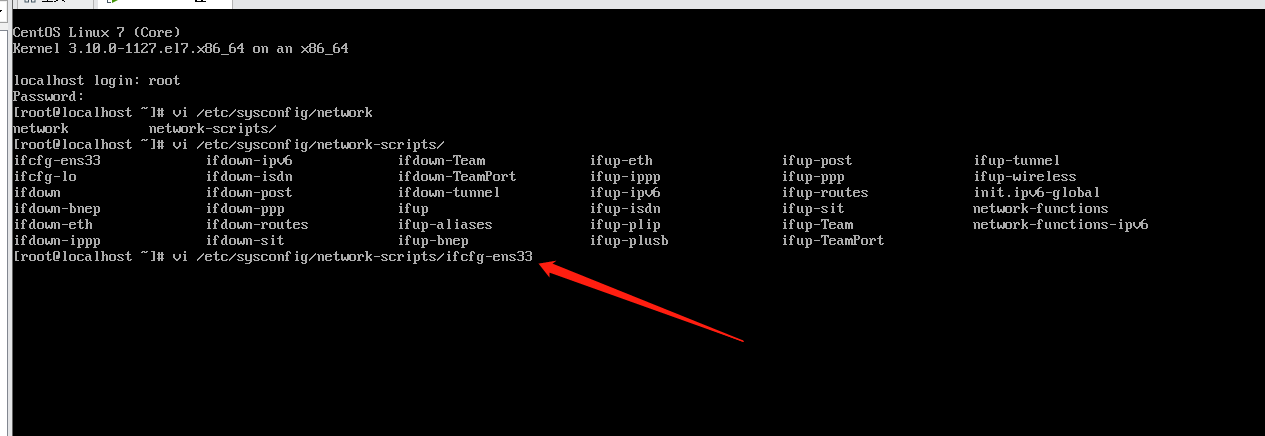 CentOS Linux 7 (Core)
Kernel 3.10.0-1127.el7.x86_64 on an x86_64
localhost login: root
Password:
[root@localhost ~]# vi /etc/sysconfig/network
network network-scripts/
[root@localhost ~]# vi /etc/sysconfig/network-scripts/
ifcfg-ens33 ifdown-ipv6 ifdown-Team ifup-eth ifup-post ifup-tunnel
ifcfg-lo ifdown-isdn ifdown-TeamPort ifup-ippp ifup-ppp ifup-wireless
ifdown ifdown-post ifdown-tunnel ifup-ipv6 ifup-routes init.ipv6-global
ifdown-bnep ifdown-ppp ifup ifup-isdn ifup-sit network-functions
ifdown-eth ifdown-routes ifup-aliases ifup-plip ifup-Team network-functions-ipv6
ifdown-ippp ifdown-sit ifup-bnep ifup-plusb ifup-TeamPort
[root@localhost ~]# vi /etc/sysconfig/network-scripts/ifcfg-ens33